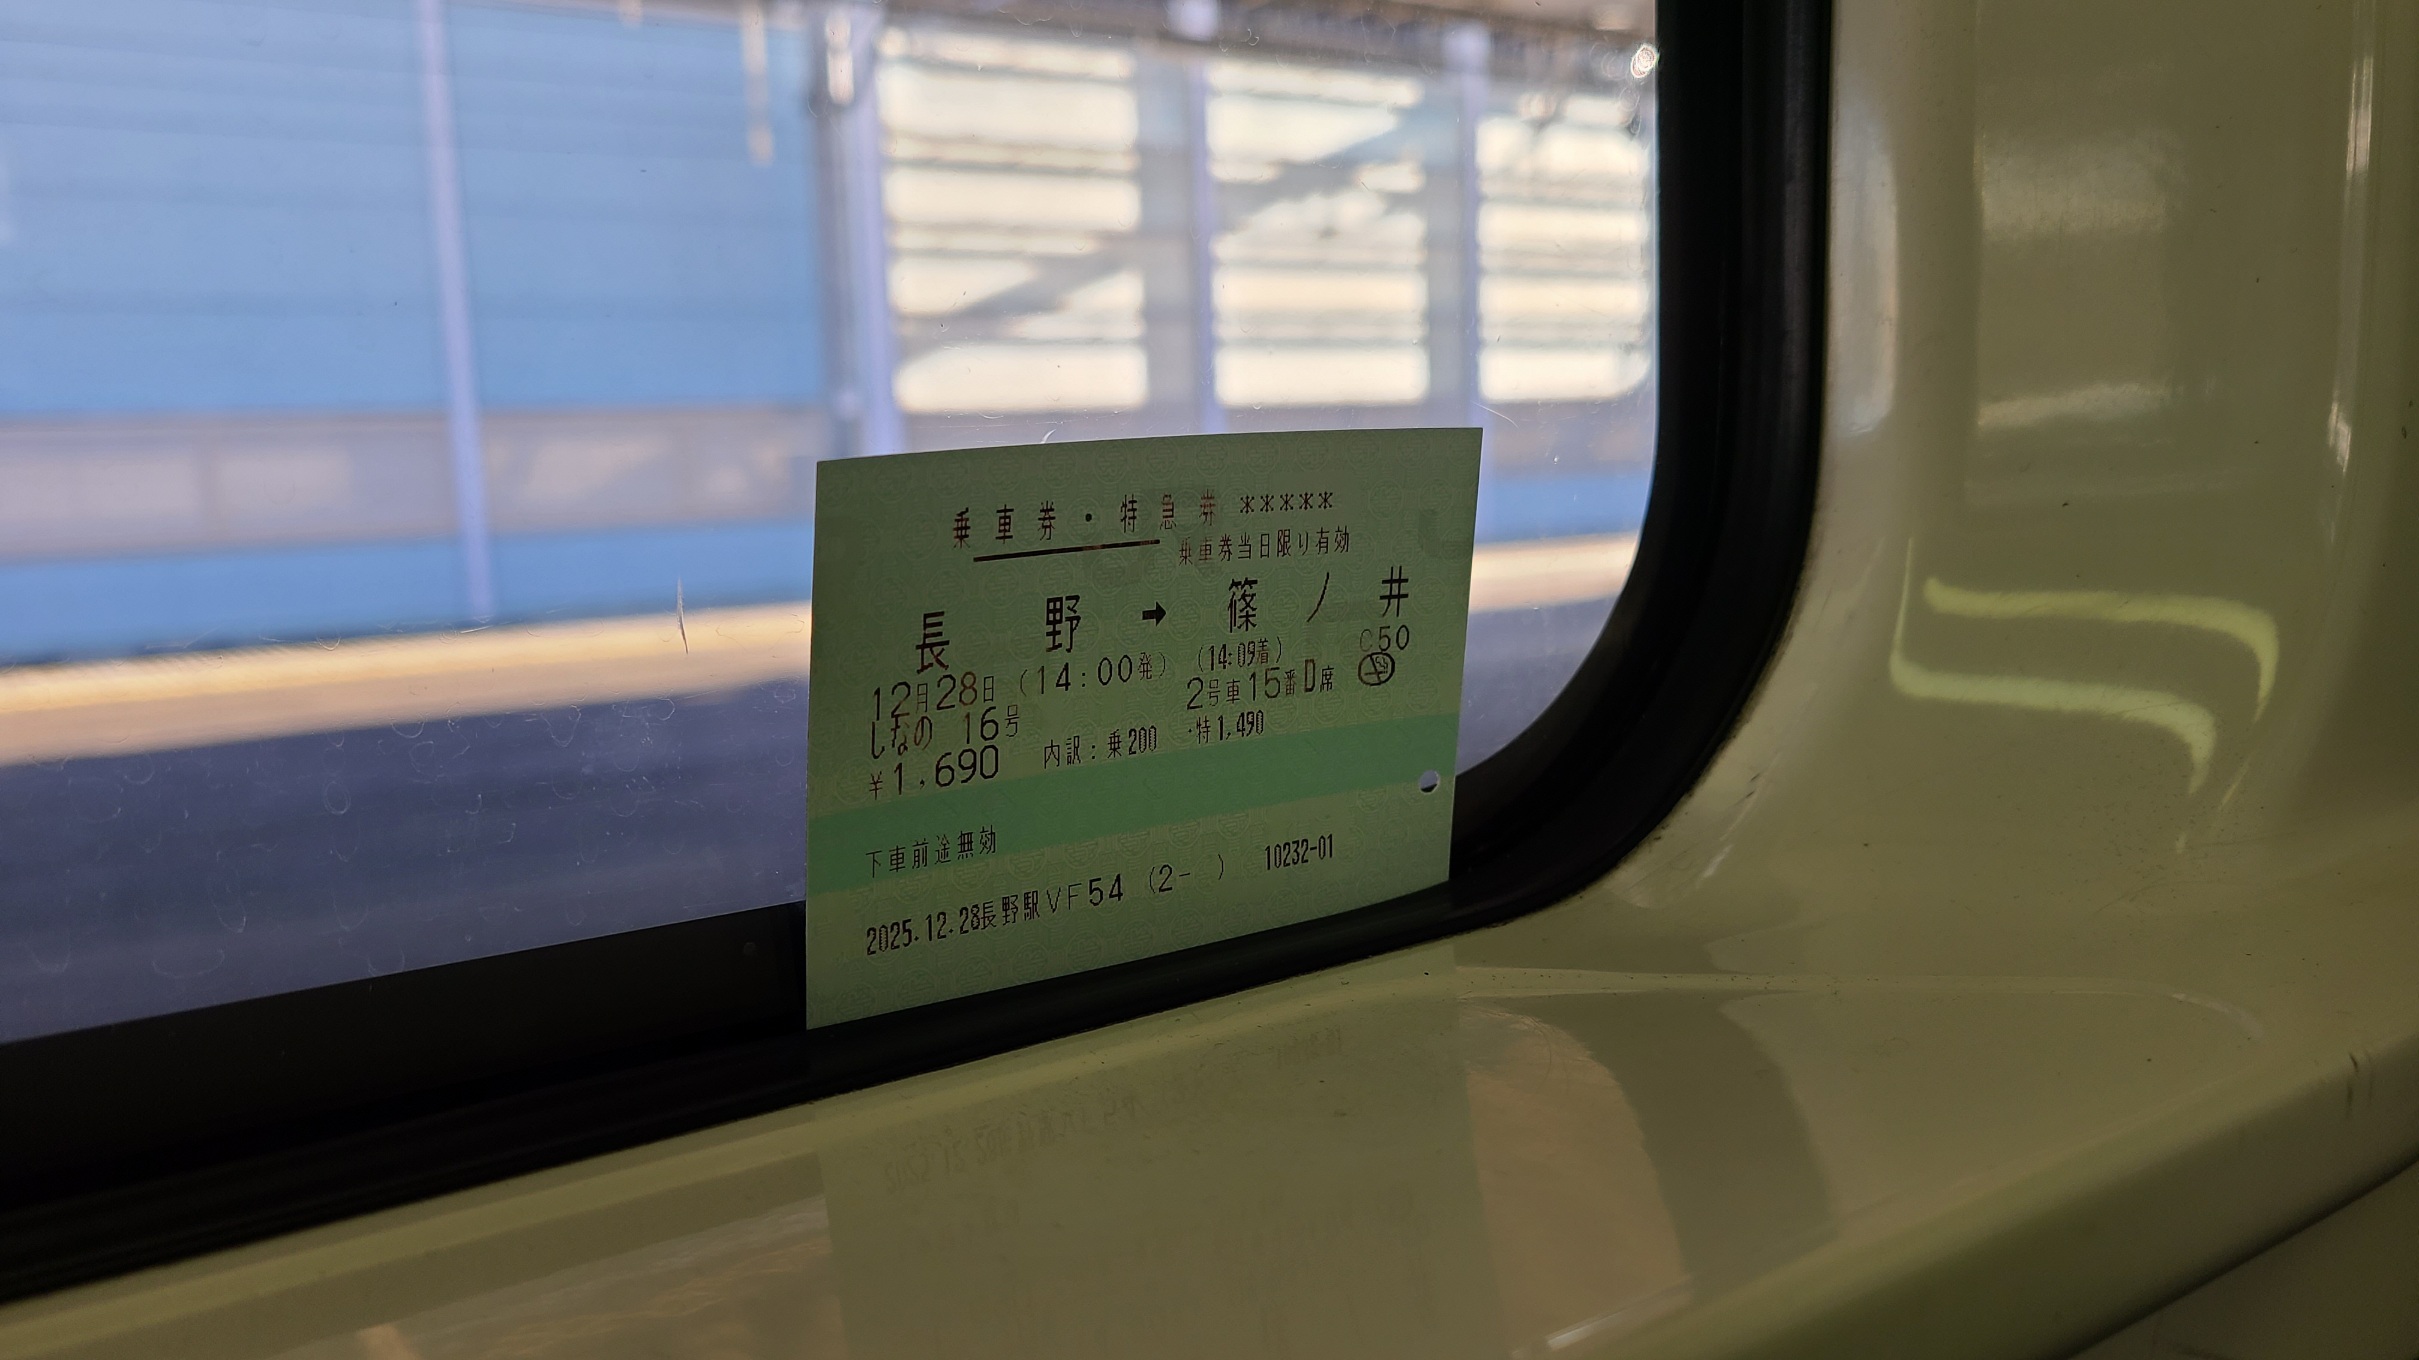 乗車券・特急券 *****
乗車券当日限り有効
長野 → 篠ノ井
12月28日 (14:00発) (14:09着) C50
しなの 16号 2号車15番D席
¥1,690 内訳:乗200 ・特1,490
下車前途無効
2025.12.28長野駅VF54 (2- ) 10232-01